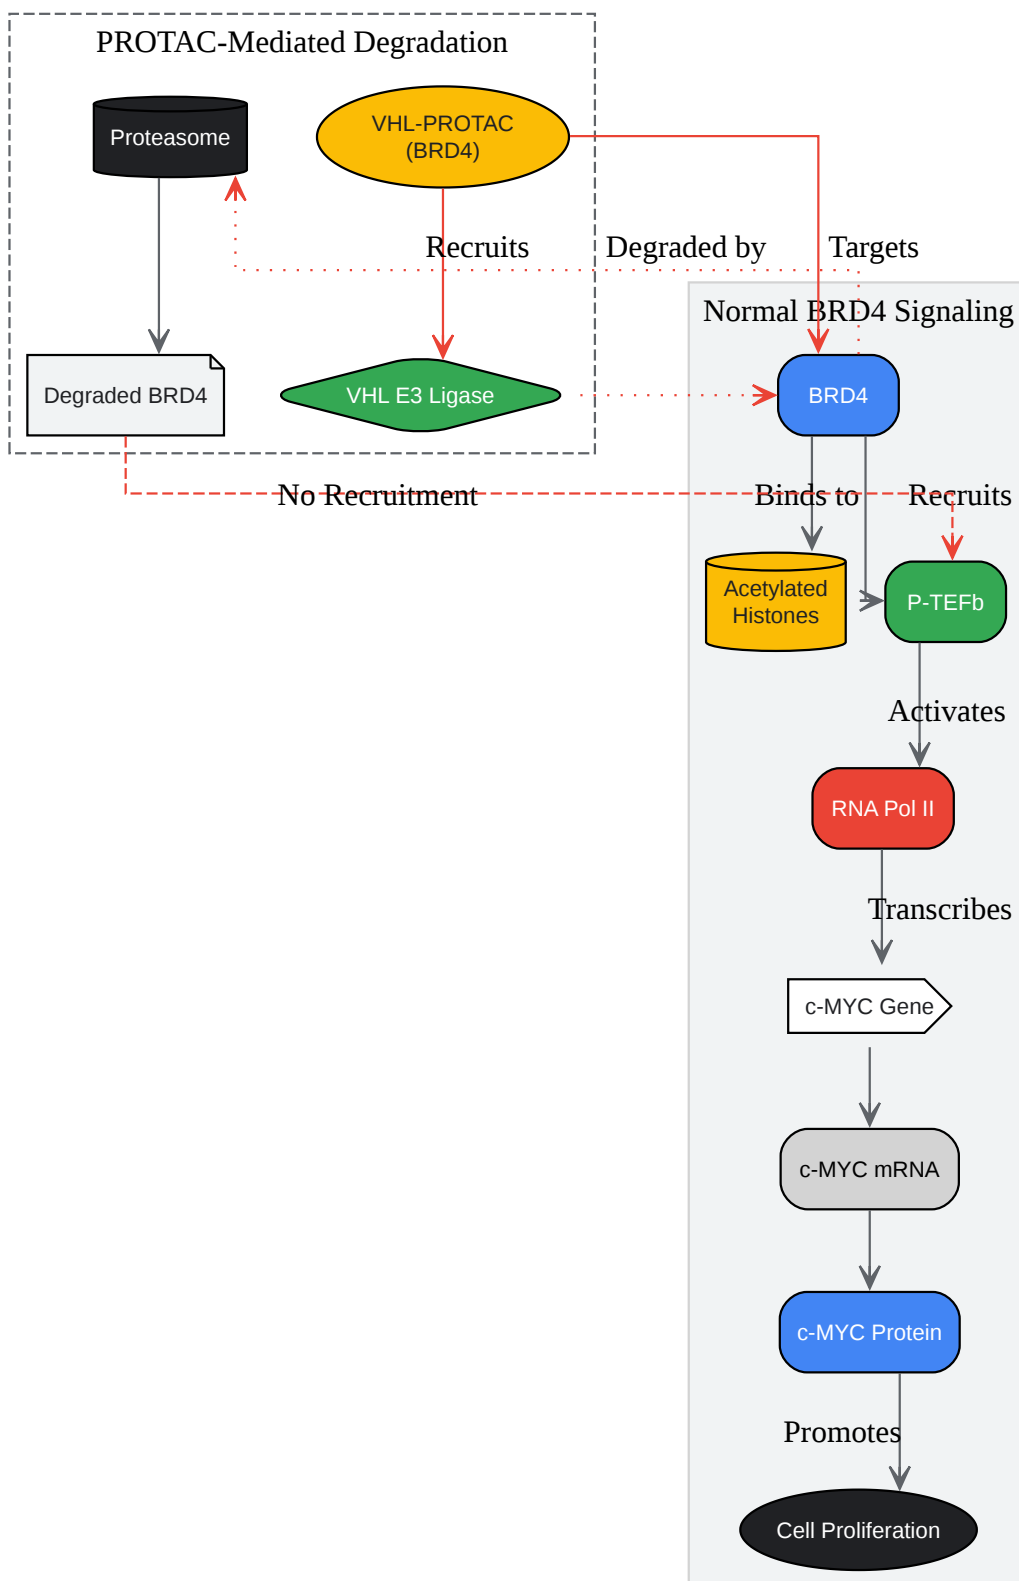 PROTAC-Mediated Degradation
Proteasome
VHL-PROTAC
(BRD4)
Recruits
Degraded by
Targets
Normal BRD4 Signaling
Degraded BRD4
VHL E3 Ligase
BRD4
No Recruitment
Binds to
Recruits
Acetylated
Histones
P-TEFb
Activates
RNA Pol II
Transcribes
c-MYC Gene
c-MYC mRNA
c-MYC Protein
Promotes
Cell Proliferation